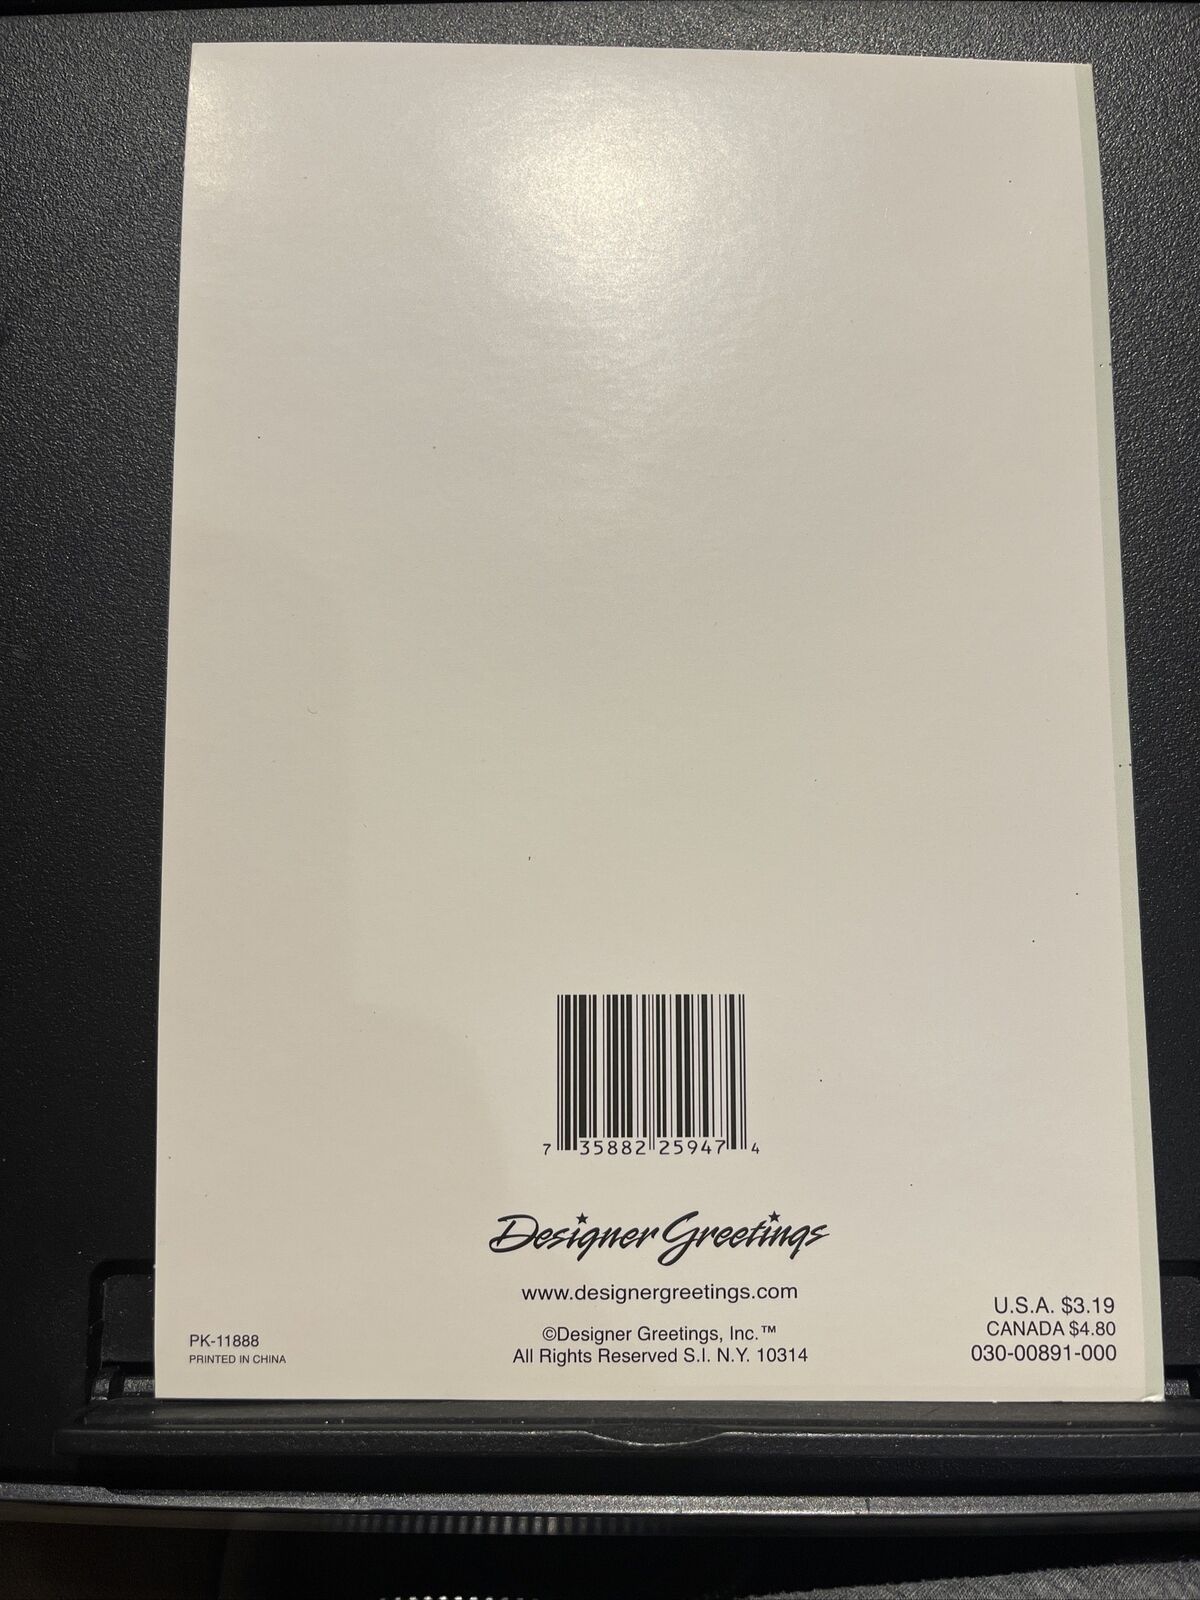 7 35882 25947 4
Designer Greetings
www.designergreetings.com
©Designer Greetings, Inc.™
All Rights Reserved S.I. N.Y. 10314
PK-11888
PRINTED IN CHINA
U.S.A. $3.19
CANADA $4.80
030-00891-000